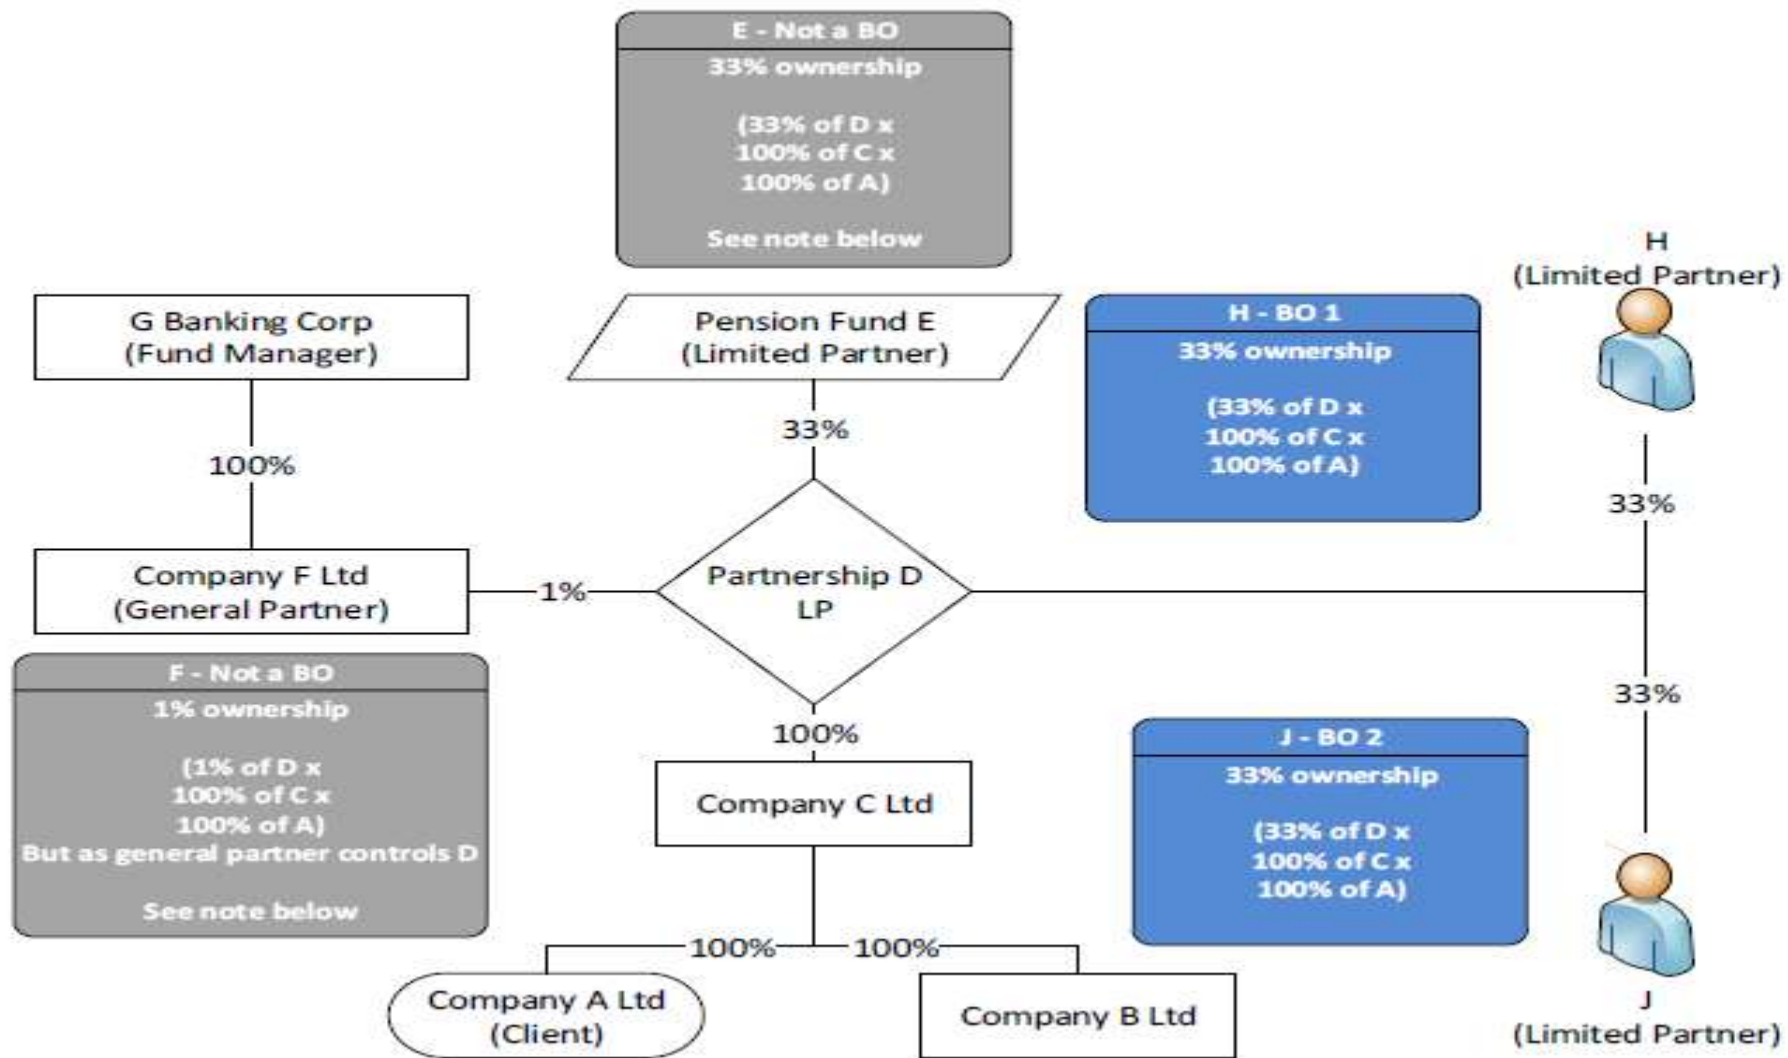 E - Not a BO
33% ownership
(33% of D x
100% of C x
100% of A)
See note below
H
(Limited Partner)
G Banking Corp
(Fund Manager)
Pension Fund E
(Limited Partner)
H - BO 1
33% ownership
(33% of D x
100% of C x
100% of A)
33%
100%
33%
Company F Ltd
(General Partner)
1%
Partnership D
LP
F - Not a BO
1% ownership
(1% of D x
100% of C x
100% of A)
But as general partner controls D
See note below
33%
100%
Company C Ltd
J - BO 2
33% ownership
(33% of D x
100% of C x
100% of A)
100%
100%
Company A Ltd
(Client)
Company B Ltd
J
(Limited Partner)